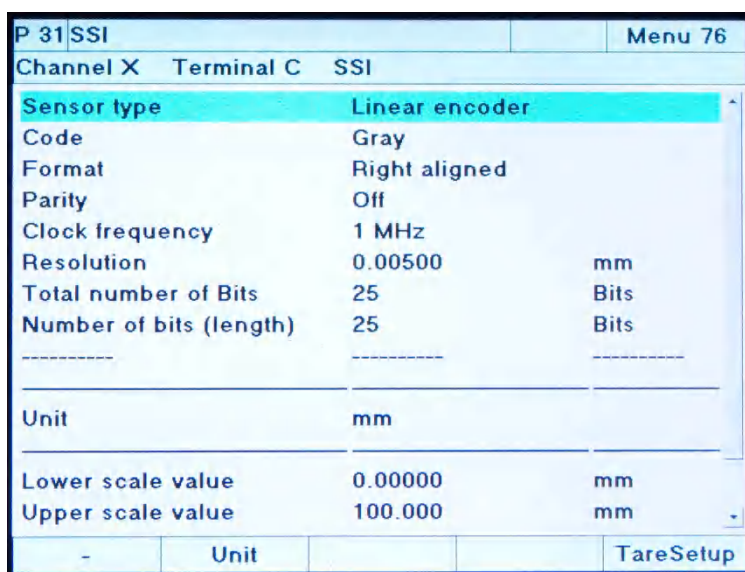 P 31 SSI Menu 76
Channel X Terminal C SSI
Sensor type Linear encoder
Code Gray
Format Right aligned
Parity Off
Clock frequency 1 MHz
Resolution 0.00500 mm
Total number of Bits 25 Bits
Number of bits (length) 25 Bits
---------- ---------- ----------
Unit mm
Lower scale value 0.00000 mm
Upper scale value 100.000 mm
- Unit TareSetup